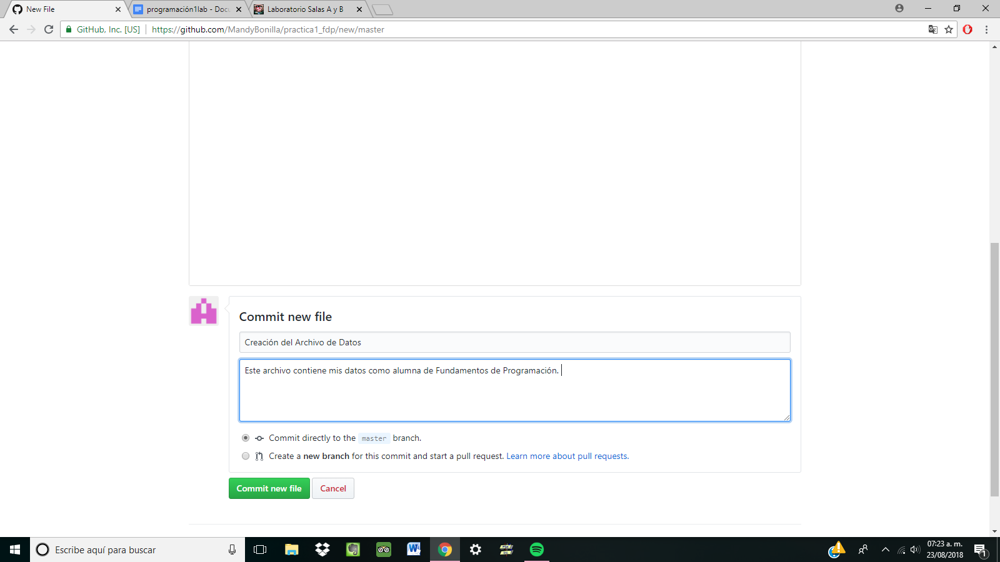 New File
programación1lab - Docu
Laboratorio Salas A y B
GitHub, Inc. [US]
https://github.com/MandyBonilla/practica1_fdp/new/master
Commit new file
Creación del Archivo de Datos
Este archivo contiene mis datos como alumna de Fundamentos de Programación.
Commit directly to the master branch.
Create a new branch for this commit and start a pull request. Learn more about pull requests.
Commit new file
Cancel
Escribe aquí para buscar
07:23 a. m.
23/08/2018
1